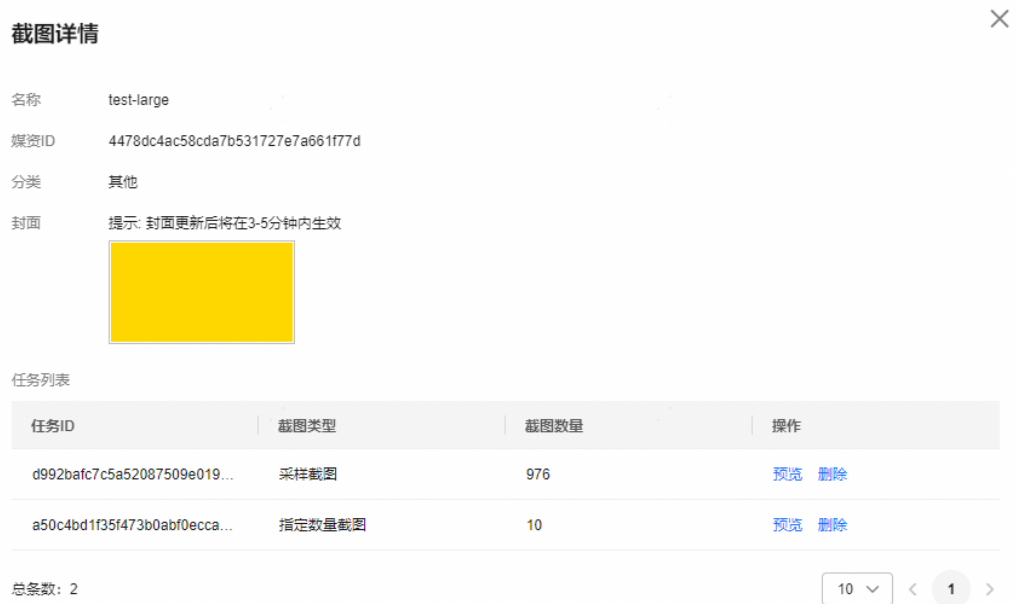 截图详情
名称 test-large
媒资ID 4478dc4ac58cda7b531727e7a661f77d
分类 其他
封面 提示: 封面更新后将在3-5分钟内生效
任务列表
任务ID 截图类型 截图数量 操作
d992bafc7c5a52087509e019... 采样截图 976 预览 删除
a50c4bd1f35f473b0abf0ecca... 指定数量截图 10 预览 删除
总条数：2 10 1